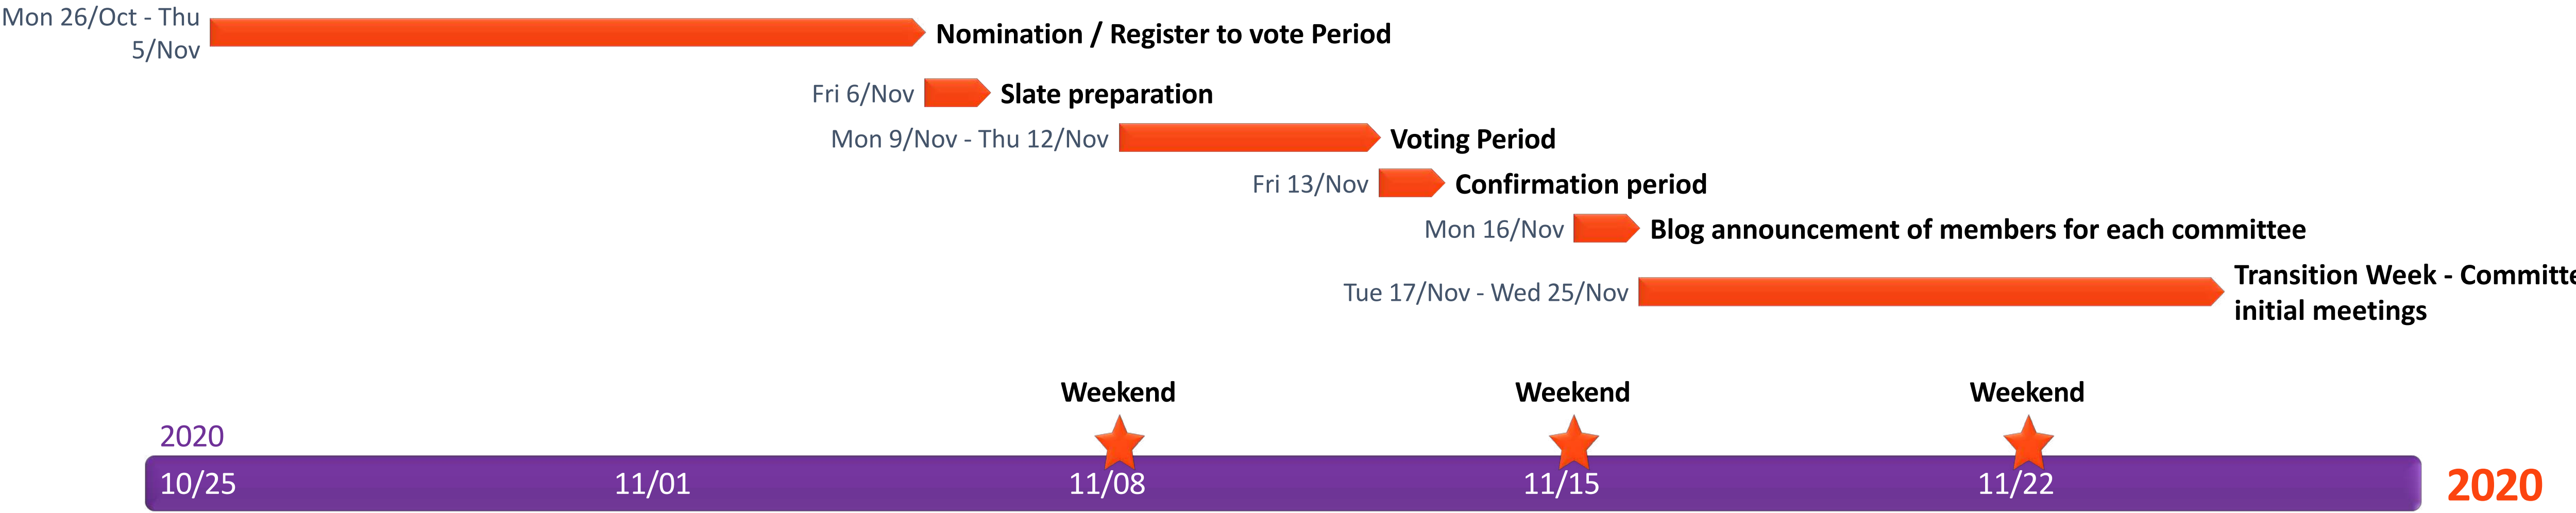 Mon 26/Oct - Thu
5/Nov
Nomination / Register to vote Period
Fri 6/Nov
Slate preparation
Mon 9/Nov - Thu 12/Nov
Voting Period
Fri 13/Nov
Confirmation period
Mon 16/Nov
Blog announcement of members for each committee
Tue 17/Nov - Wed 25/Nov
Transition Week - Committe
initial meetings
Weekend
Weekend
Weekend
2020
10/25
11/01
11/08
11/15
11/22
2020